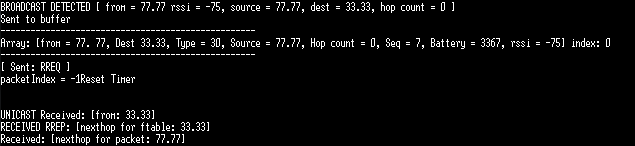 BROADCAST DETECTED [ from = 77.77 rssi = -75, source = 77.77, dest = 33.33, hop count = 0 ]
Sent to buffer
---------------------------------------------------
Array: [from = 77. 77, Dest 33.33, Type = 30, Source = 77.77, Hop count = 0, Seq = 7, Battery = 3367, rssi = -75] index: 0
---------------------------------------------------
[ Sent: RREQ ]
packetIndex = -1Reset Timer
UNICAST Received: [from: 33.33]
RECEIVED RREP: [nexthop for ftable: 33.33]
Received: [nexthop for packet: 77.77]